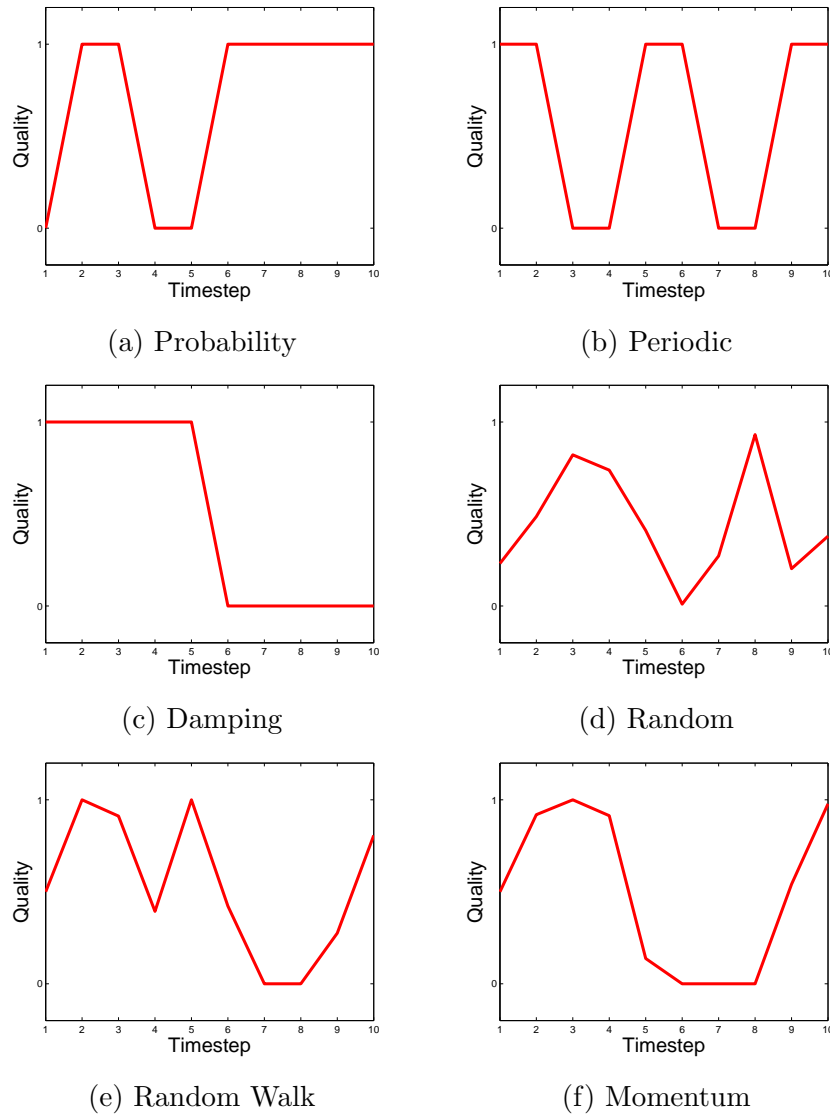 1
Quality
0
1 2 3 4 5 6 7 8 9 10
Timestep
(a) Probability
1
Quality
0
1 2 3 4 5 6 7 8 9 10
Timestep
(b) Periodic
1
Quality
0
1 2 3 4 5 6 7 8 9 10
Timestep
(c) Damping
1
Quality
0
1 2 3 4 5 6 7 8 9 10
Timestep
(d) Random
1
Quality
0
1 2 3 4 5 6 7 8 9 10
Timestep
(e) Random Walk
1
Quality
0
1 2 3 4 5 6 7 8 9 10
Timestep
(f) Momentum